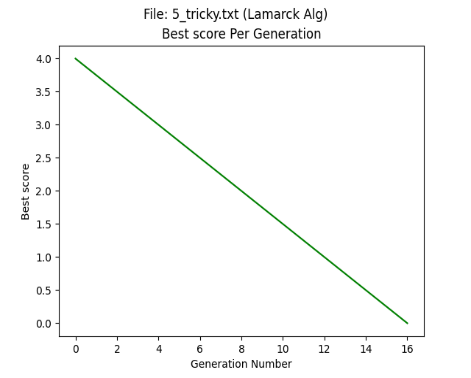 File: 5_tricky.txt (Lamarck Alg)
Best score Per Generation
4.0
3.5
3.0
2.5
2.0
1.5
1.0
0.5
0.0
Best score
0 2 4 6 8 10 12 14 16
Generation Number